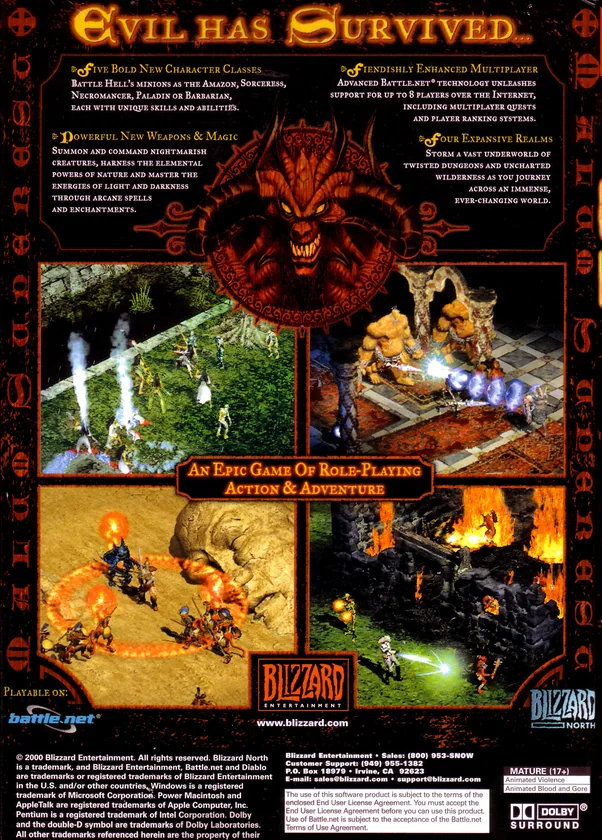 Evil has Survived...
Five Bold New Character Classes
Battle Hell's minions as the Amazon, Sorceress,
Necromancer, Paladin or Barbarian,
each with unique skills and abilities.
Powerful New Weapons & Magic
Summon and command nightmarish
creatures, harness the elemental
powers of nature and master the
energies of light and darkness
through arcane spells
and enchantments.
Fiendishly Enhanced Multiplayer
Advanced Battle.net® technology unleashes
support for up to 8 players over the Internet,
including multiplayer quests
and player ranking systems.
Four Expansive Realms
Storm a vast underworld of
twisted dungeons and uncharted
wilderness as you journey
across an immense,
ever-changing world.
An Epic Game Of Role-Playing
Action & Adventure
Playable on:
battle.net®
BLIZZARD
ENTERTAINMENT
www.blizzard.com
BLIZZARD
NORTH
© 2000 Blizzard Entertainment. All rights reserved. Blizzard North
is a trademark, and Blizzard Entertainment, Battle.net and Diablo
are trademarks or registered trademarks of Blizzard Entertainment
in the U.S. and/or other countries. Windows is a registered
trademark of Microsoft Corporation. Power Macintosh and
AppleTalk are registered trademarks of Apple Computer, Inc.
Pentium is a registered trademark of Intel Corporation. Dolby
and the double-D symbol are trademarks of Dolby Laboratories.
All other trademarks referenced herein are the property of their
Blizzard Entertainment • Sales: (800) 953-SNOW
Customer Support: (949) 955-1382
P.O. Box 18979 • Irvine, CA 92623
E-mail: sales@blizzard.com • support@blizzard.com
The use of this software product is subject to the terms of the
enclosed End User License Agreement. You must accept the
End User License Agreement before you can use this product.
Use of Battle.net is subject to the acceptance of the Battle.net
Terms of Use Agreement.
MATURE (17+)
Animated Violence
Animated Blood and Gore
DOLBY
SURROUND